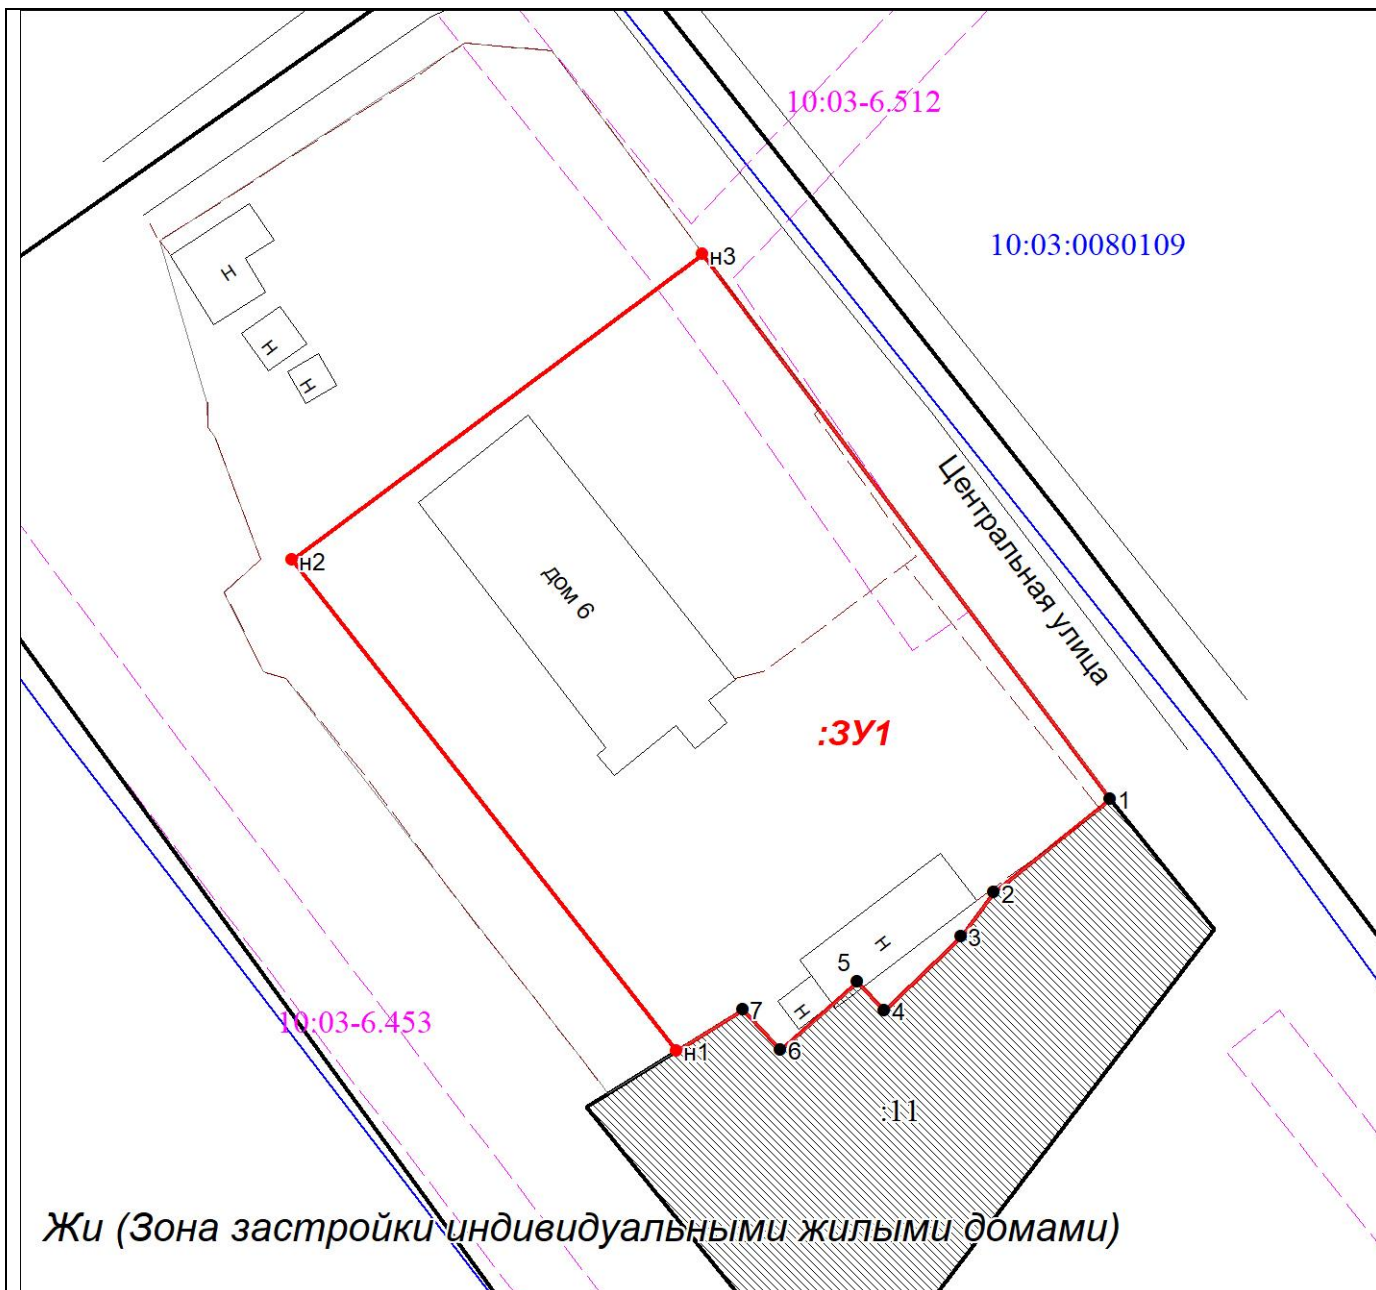 10:03-6.512
10:03:0080109
н3
Н
Н
Н
Центральная улица
н2
дом 6
:ЗУ1
1
2
3
Н
5
4
7
Н
6
н1
10:03-6.453
:11
Жи (Зона застройки индивидуальными жилыми домами)